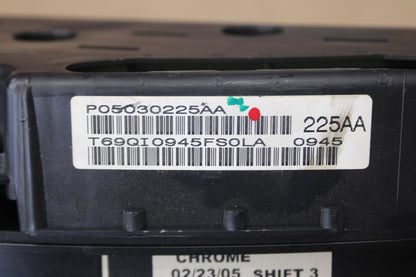 P05030225AA
225AA
T69QI0945FS0LA 0945
CHROME
02/23/05 SHIFT 3